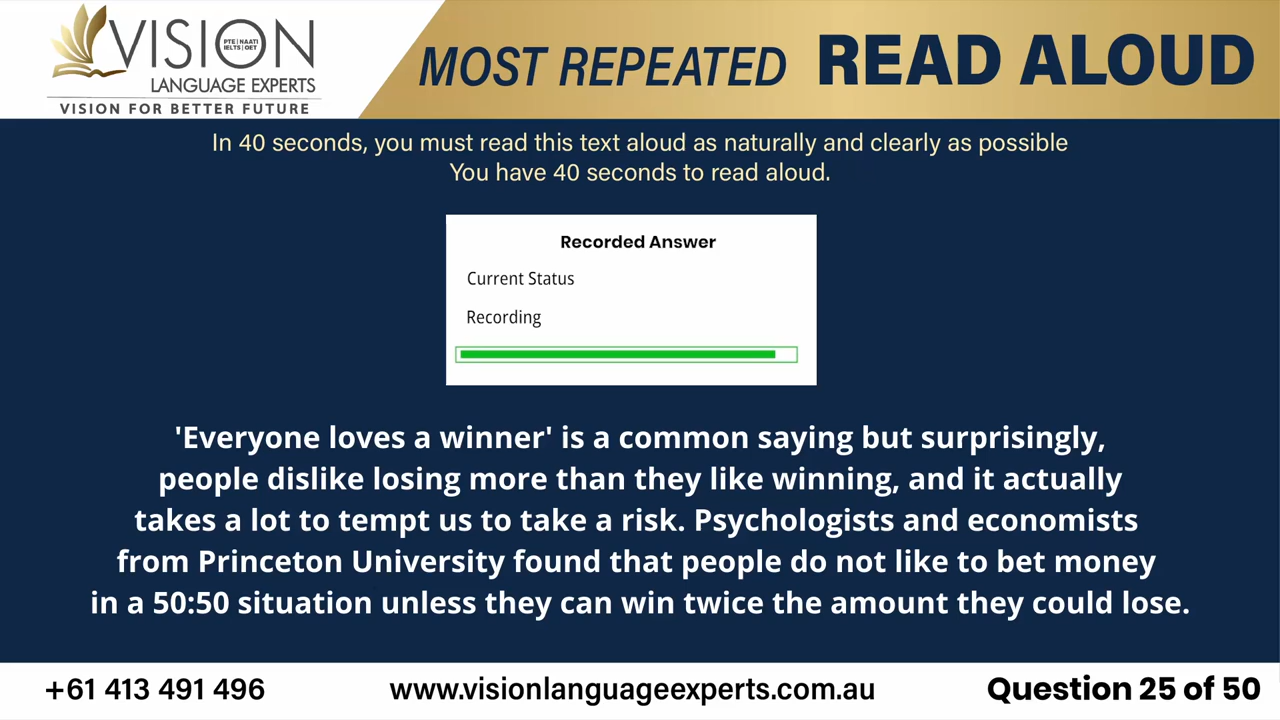 VISION
PTE | NAATI
IELTS | OET
LANGUAGE EXPERTS
VISION FOR BETTER FUTURE
MOST REPEATED READ ALOUD
In 40 seconds, you must read this text aloud as naturally and clearly as possible
You have 40 seconds to read aloud.
Recorded Answer
Current Status
Recording
'Everyone loves a winner' is a common saying but surprisingly,
people dislike losing more than they like winning, and it actually
takes a lot to tempt us to take a risk. Psychologists and economists
from Princeton University found that people do not like to bet money
in a 50:50 situation unless they can win twice the amount they could lose.
+61 413 491 496
www.visionlanguageexperts.com.au
Question 25 of 50